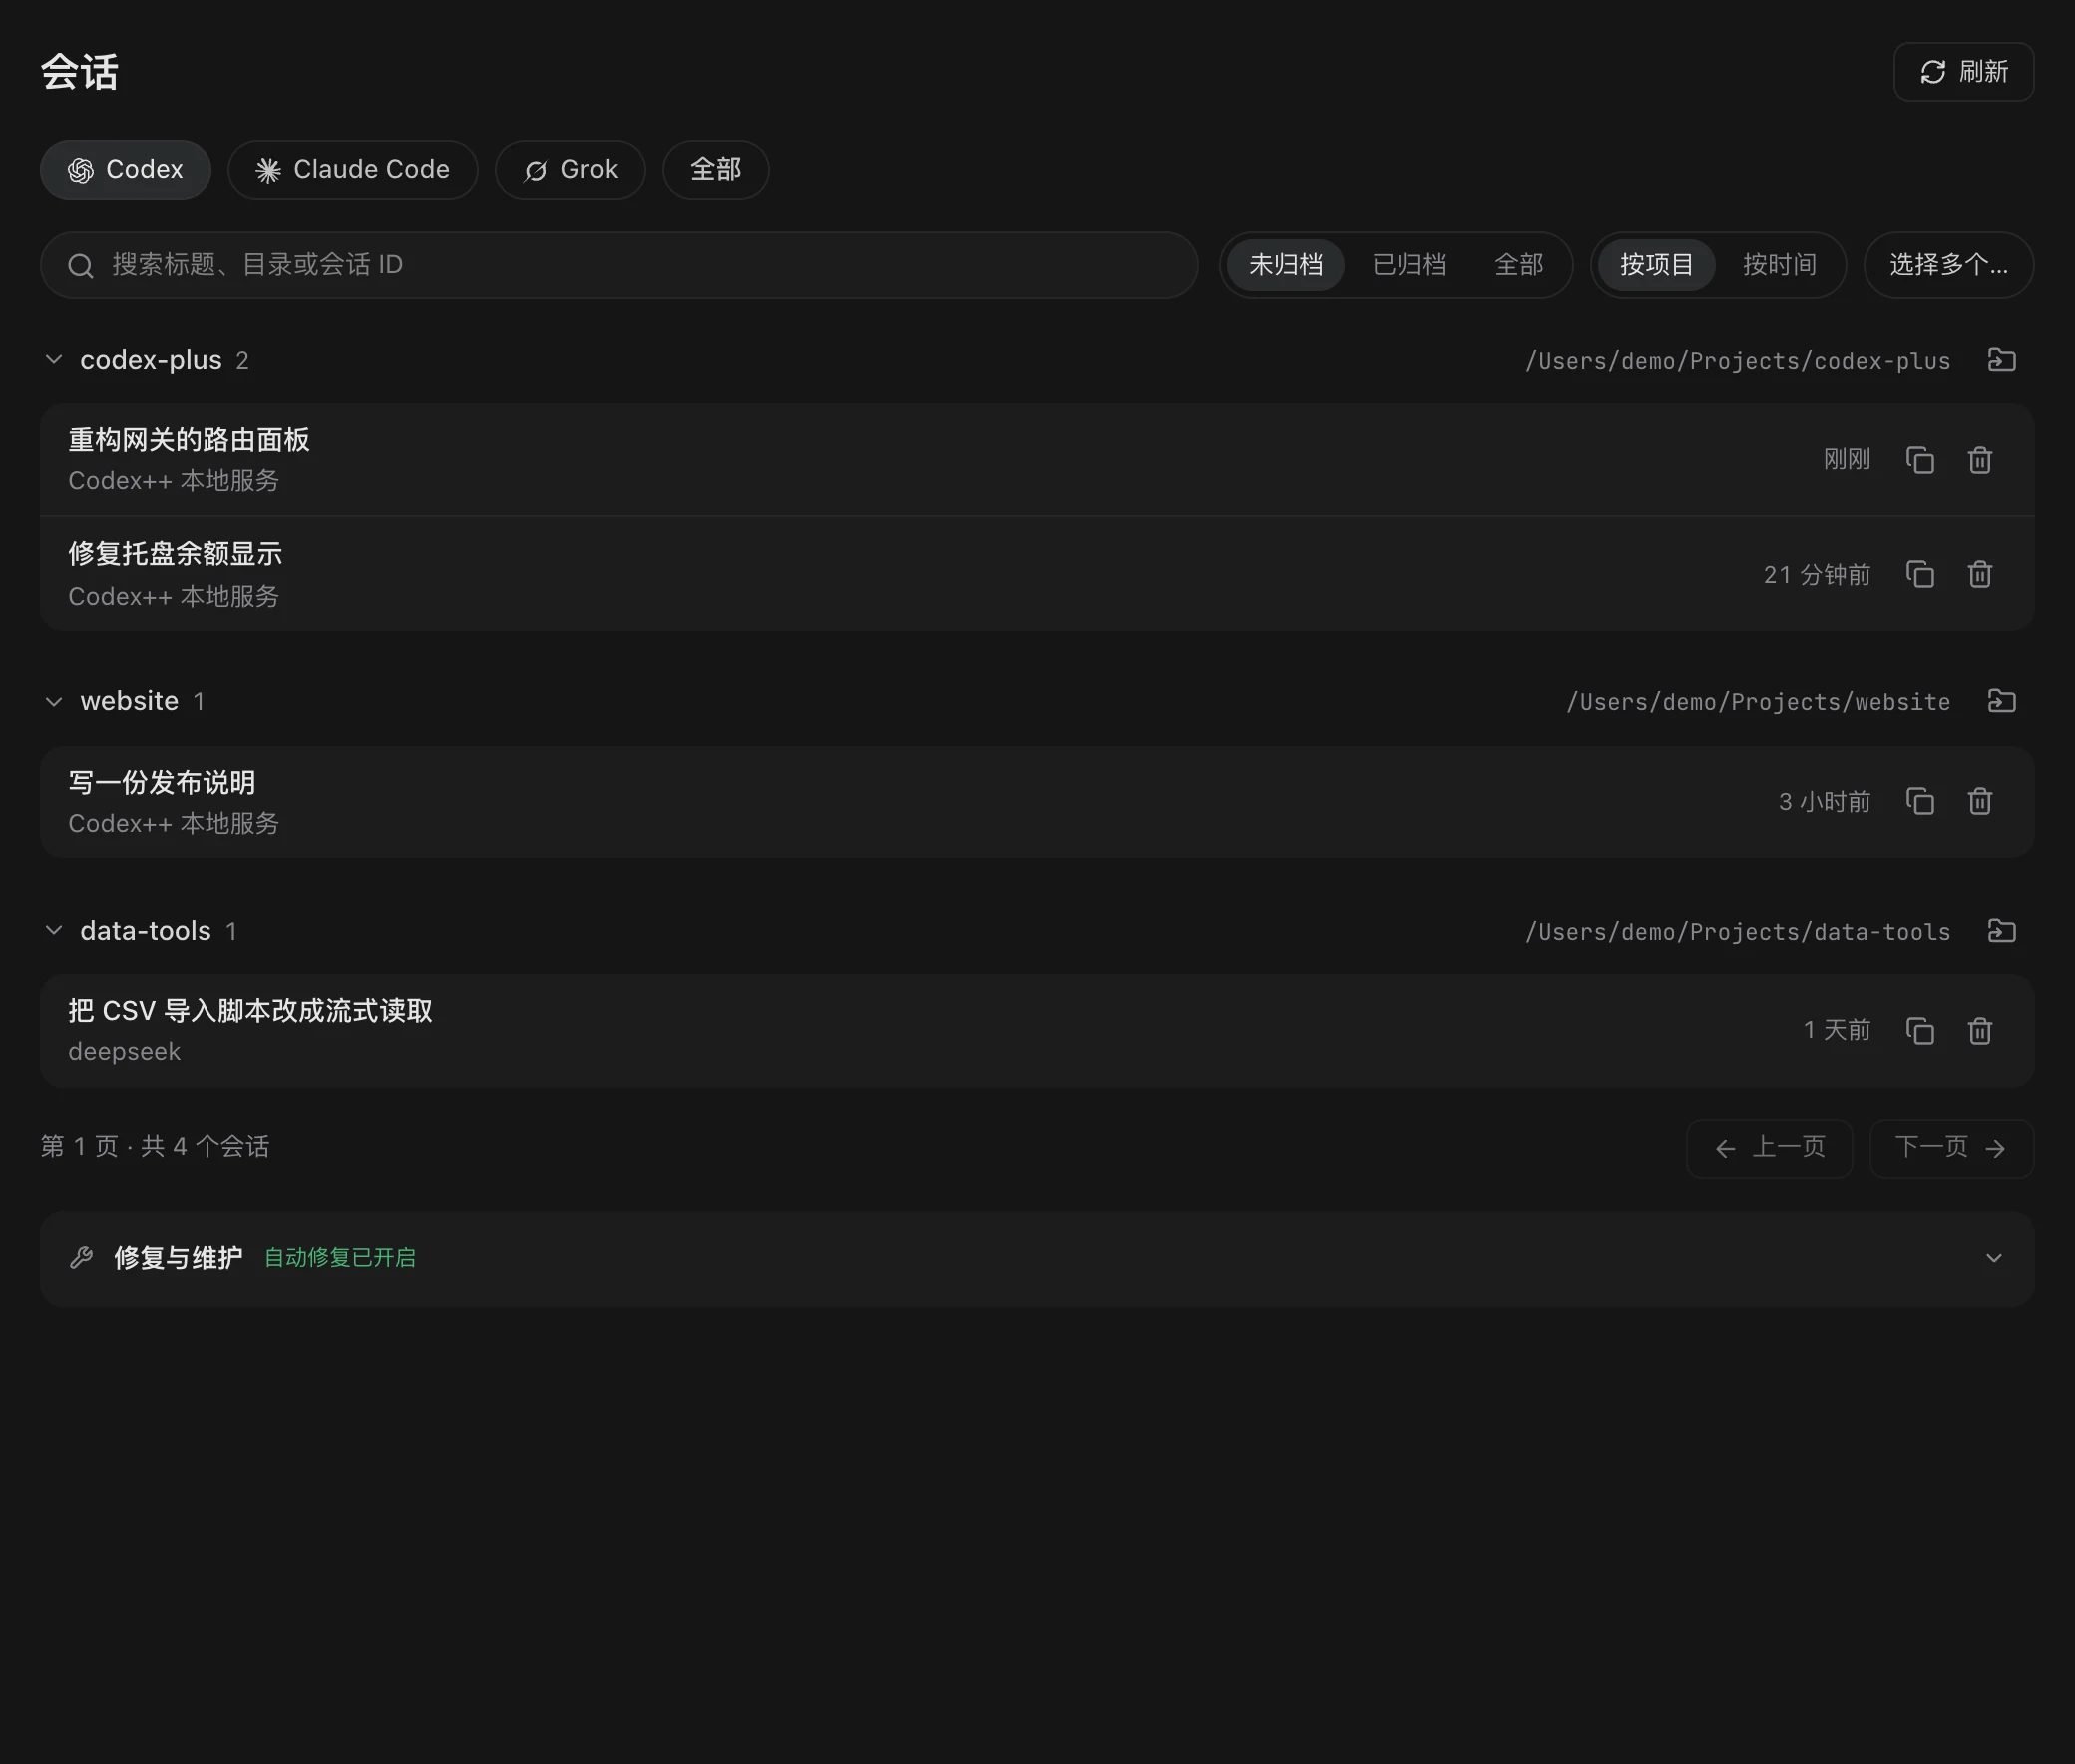 会话
刷新
Codex
Claude Code
Grok
全部
搜索标题、目录或会话 ID
未归档
已归档
全部
按项目
按时间
选择多个...
codex-plus 2
/Users/demo/Projects/codex-plus
重构网关的路由面板
Codex++ 本地服务
刚刚
修复托盘余额显示
Codex++ 本地服务
21 分钟前
website 1
/Users/demo/Projects/website
写一份发布说明
Codex++ 本地服务
3 小时前
data-tools 1
/Users/demo/Projects/data-tools
把 CSV 导入脚本改成流式读取
deepseek
1 天前
第 1 页 · 共 4 个会话
上一页
下一页
修复与维护
自动修复已开启